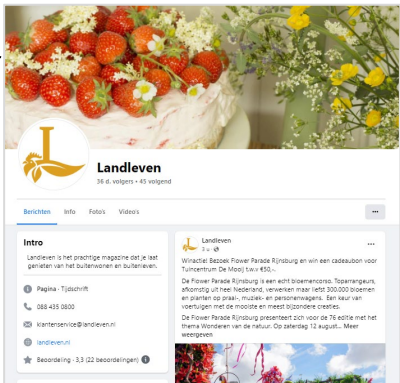 L
Landleven
36 d. volgers • 45 volgend
Berichten Info Foto's Video's
Intro
Landleven is het prachtige magazine dat je laat
genieten van het buitenwonen en buitenleven.
Pagina · Tijdschrift
088 435 0800
klantenservice@landleven.nl
landleven.nl
Beoordeling · 3,3 (22 beoordelingen)
Landleven
3 u ·
Winactie! Bezoek Flower Parade Rijnsburg en win een cadeaubon voor
Tuincentrum De Mooij t.w.v €50,-.
De Flower Parade Rijnsburg is een echt bloemencorso. Toparrangeurs,
afkomstig uit heel Nederland, verwerken maar liefst 300.000 bloemen
en planten op praal-, muziek- en personenwagens. Een keur van
voertuigen met de mooiste en meest bijzondere creaties.
De Flower Parade Rijnsburg presenteert zich voor de 76 editie met het
thema Wonderen van de natuur. Op zaterdag 12 august... Meer
weergeven